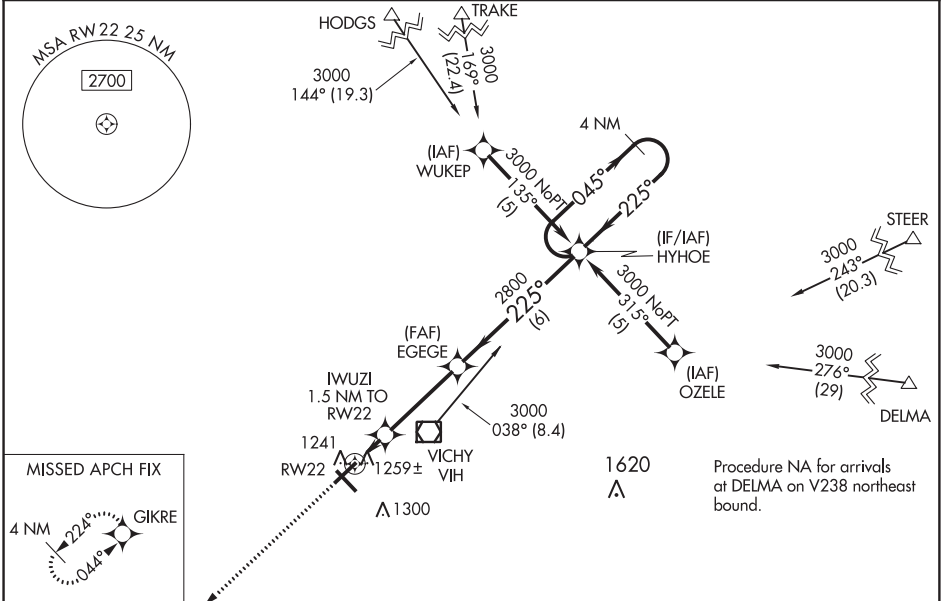 MSA RW22 25 NM
2700
HODGS
3000
144° (19.3)
TRAKE
3000
169°
(22.4)
(IAF)
WUKEP
3000 NoPT
135°
(5)
4 NM
045°
225°
(IF/IAF)
HYHOE
STEER
3000
243°
(20.3)
2800
225°
(6)
3000 NoPT
315°
(5)
(FAF)
EGEGE
(IAF)
OZELE
3000
276°
(29)
DELMA
IWUZI
1.5 NM TO
RW22
3000
038° (8.4)
VICHY
VIH
1241
RW22
1259±
1300
1620
Procedure NA for arrivals
at DELMA on V238 northeast
bound.
MISSED APCH FIX
4 NM
224°
044°
GIKRE